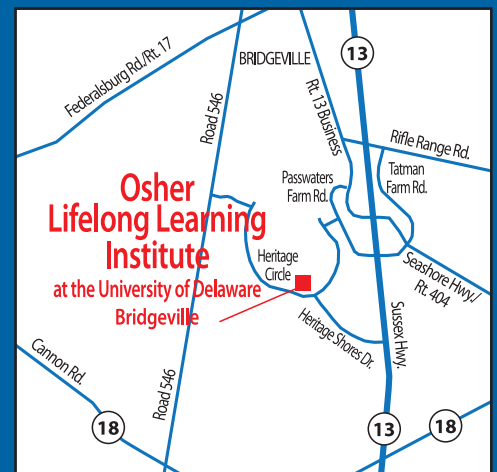 Federalsburg Rd./Rt. 17
BRIDGEVILLE
13
Road 546
Rt. 13 Business
Rifle Range Rd.
Tatman
Farm Rd.
Passwaters
Farm Rd.
Osher
Lifelong Learning
Institute
at the University of Delaware
Bridgeville
Heritage
Circle
Seashore Hwy./
Rt. 404
Sussex Hwy.
Heritage Shores Dr.
Cannon Rd.
Road 546
18
13
18